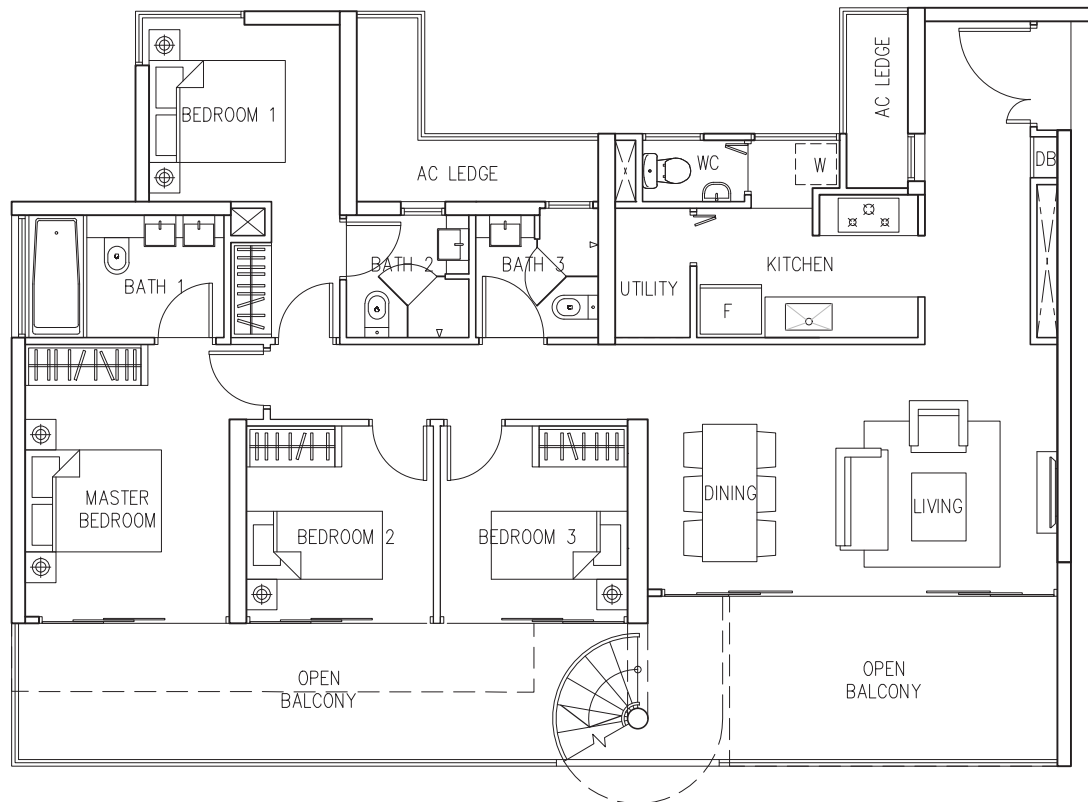 AC LEDGE
BEDROOM 1
AC LEDGE
WC
W
DB
BATH 1
BATH 2
BATH 3
UTILITY
KITCHEN
F
MASTER
BEDROOM
BEDROOM 2
BEDROOM 3
DINING
LIVING
OPEN
BALCONY
OPEN
BALCONY